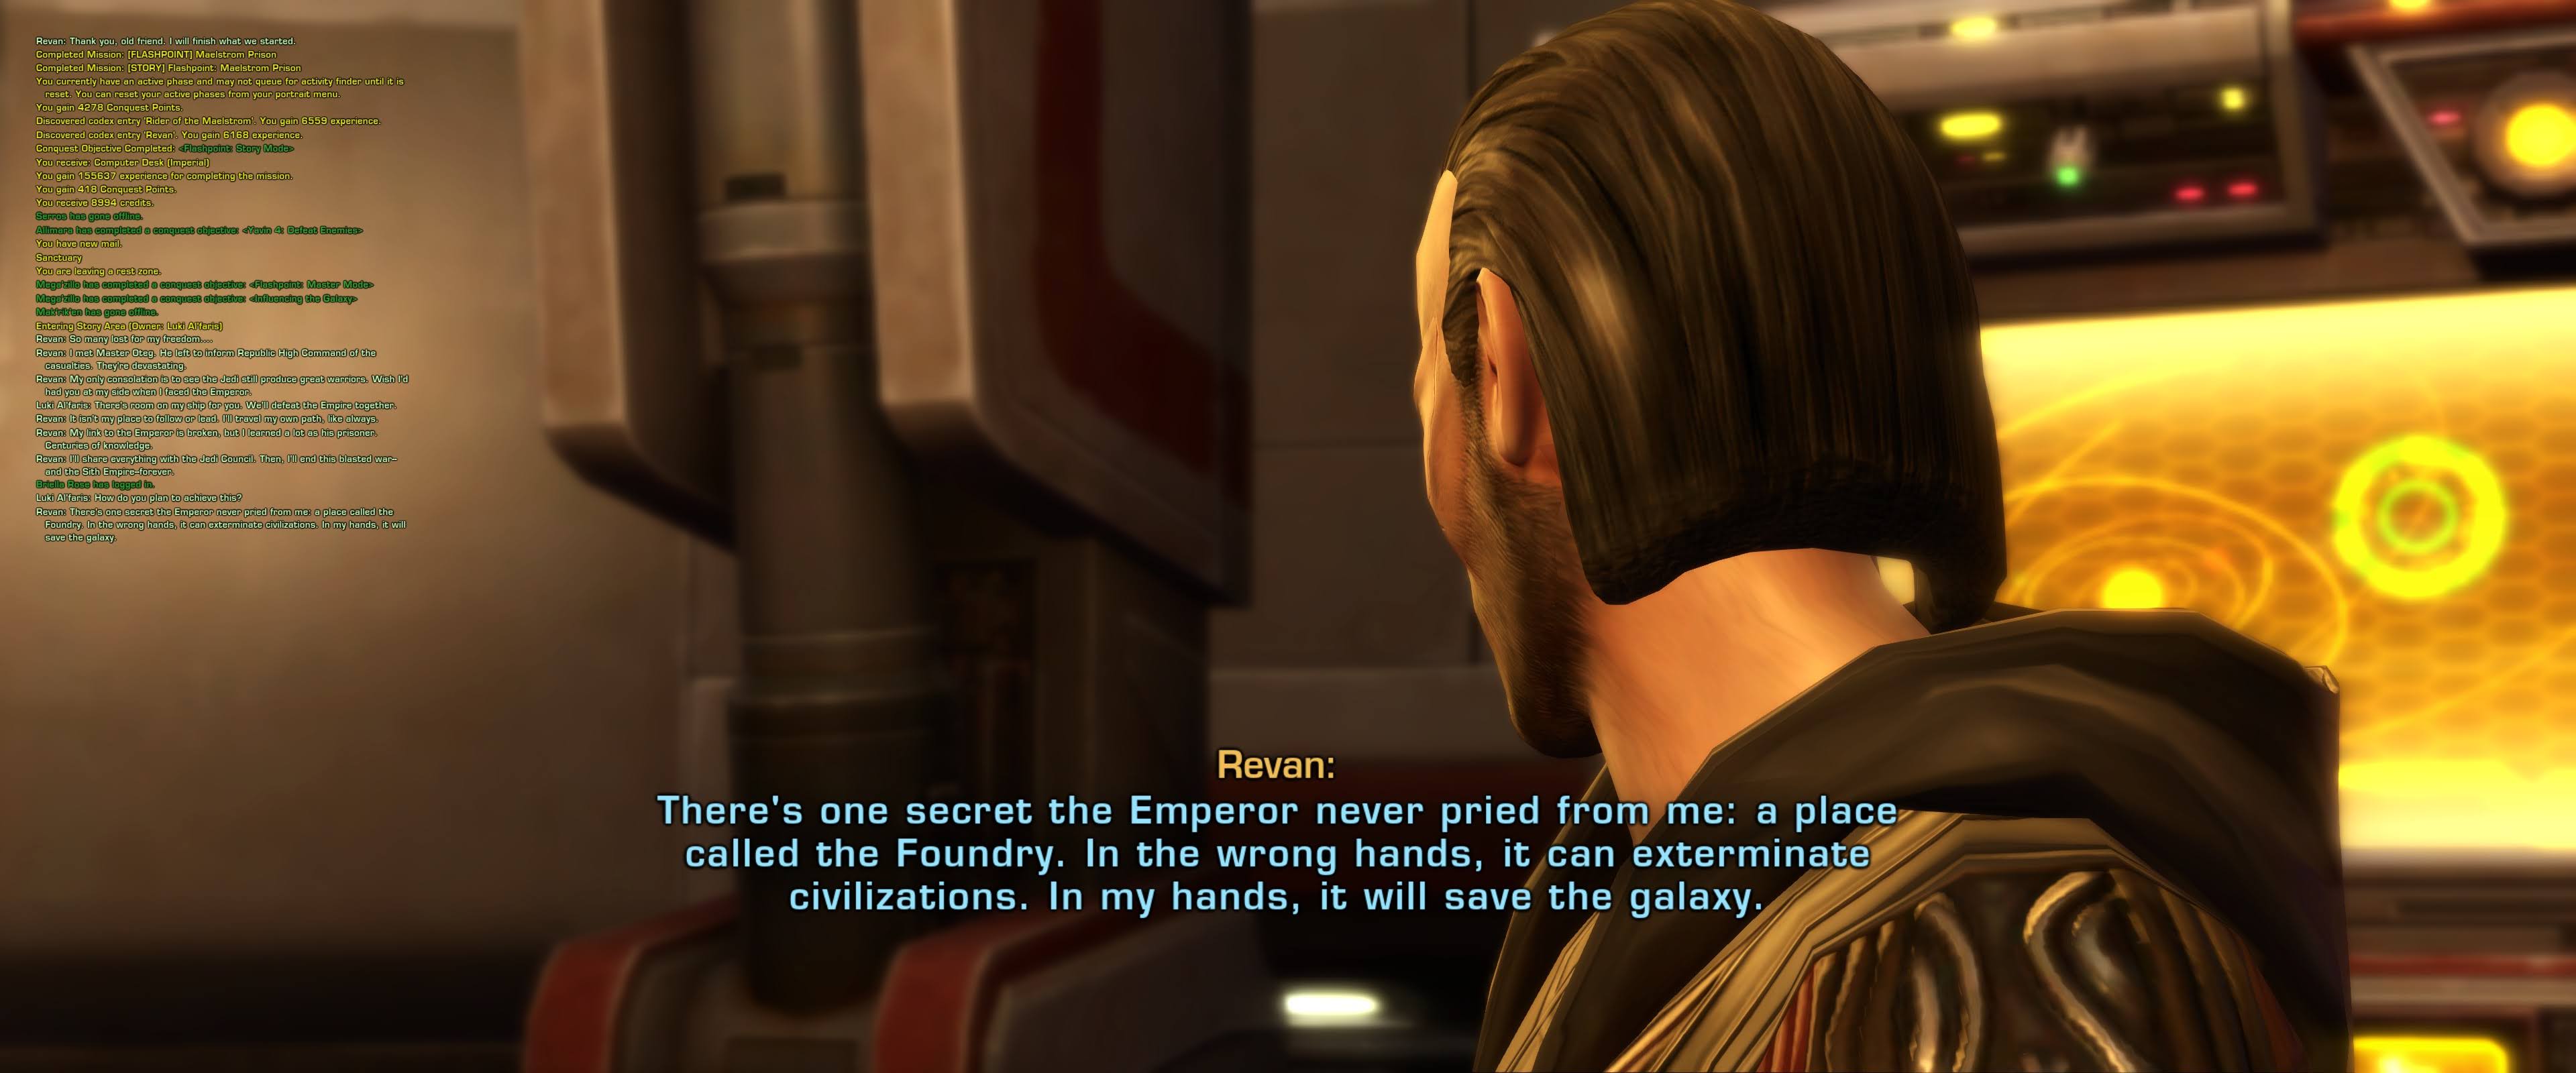 Revan: Thank you, old friend. I will finish what we started.
Completed Mission: [FLASHPOINT] Maelstrom Prison
Completed Mission: [STORY] Flashpoint: Maelstrom Prison
You currently have an active phase and may not queue for activity finder until it is
reset. You can reset your active phases from your portrait menu.
You gain 4278 Conquest Points.
Discovered codex entry 'Rider of the Maelstrom'. You gain 6559 experience.
Discovered codex entry 'Revan'. You gain 6168 experience.
Conquest Objective Completed: <Flashpoint: Story Mode>
You receive: Computer Desk (Imperial)
You gain 155637 experience for completing the mission.
You gain 418 Conquest Points.
You receive 8994 credits.
Serros has gone offline.
Allimara has completed a conquest objective: <Yavin 4: Defeat Enemies>
You have new mail.
Sanctuary
You are leaving a rest zone.
Mega'zillo has completed a conquest objective: <Flashpoint: Master Mode>
Mega'zillo has completed a conquest objective: <Influencing the Galaxy>
Mak'rik'en has gone offline.
Entering Story Area (Owner: Luki Al'faris)
Revan: So many lost for my freedom....
Revan: I met Master Oteg. He left to inform Republic High Command of the
casualties. They're devastating.
Revan: My only consolation is to see the Jedi still produce great warriors. Wish I'd
had you at my side when I faced the Emperor.
Luki Al'faris: There's room on my ship for you. We'll defeat the Empire together.
Revan: It isn't my place to follow or lead. I'll travel my own path, like always.
Revan: My link to the Emperor is broken, but I learned a lot as his prisoner.
Centuries of knowledge.
Revan: I'll share everything with the Jedi Council. Then, I'll end this blasted war—
and the Sith Empire—forever.
Briella Rose has logged in.
Luki Al'faris: How do you plan to achieve this?
Revan: There's one secret the Emperor never pried from me: a place called the
Foundry. In the wrong hands, it can exterminate civilizations. In my hands, it will
save the galaxy.
Revan:
There's one secret the Emperor never pried from me: a place
called the Foundry. In the wrong hands, it can exterminate
civilizations. In my hands, it will save the galaxy.